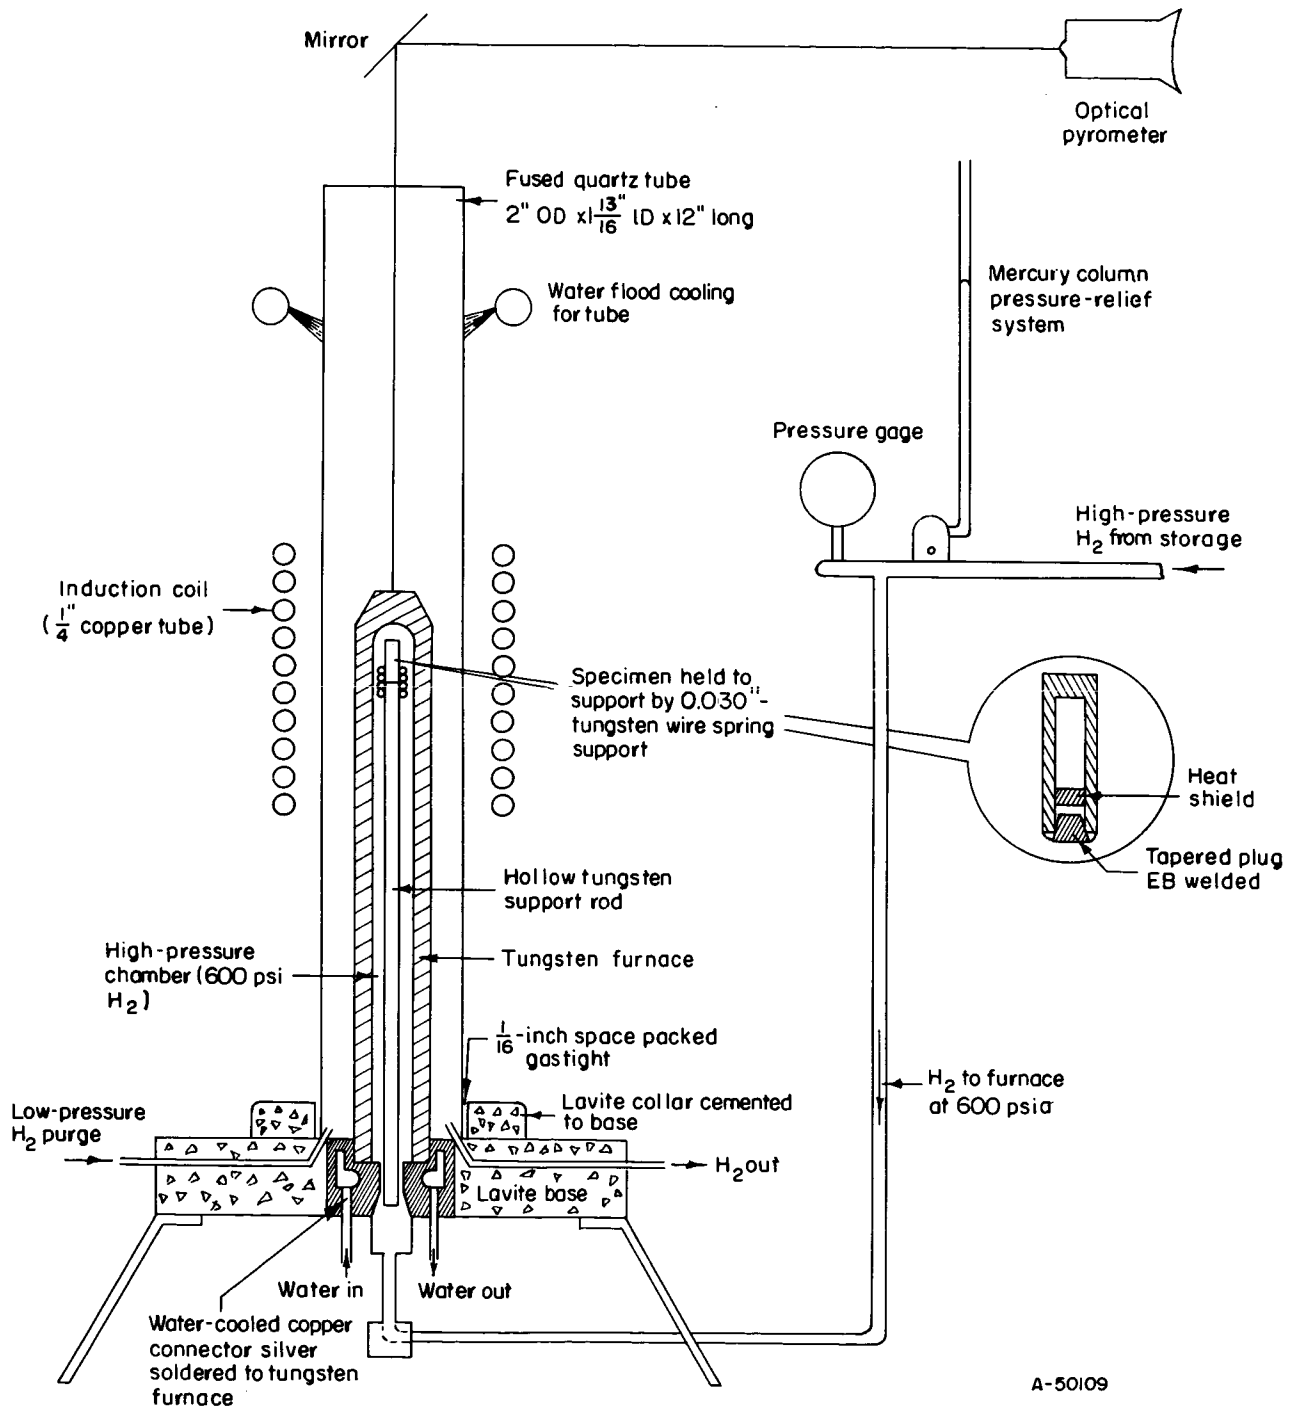 Mirror
Optical
pyrometer
Fused quartz tube
2" OD x1 13/16" ID x 12" long
Water flood cooling
for tube
Mercury column
pressure-relief
system
Pressure gage
High-pressure
H2 from storage
Induction coil
(1/4" copper tube)
Specimen held to
support by 0.030"-
tungsten wire spring
support
Heat
shield
Tapered plug
EB welded
Hollow tungsten
support rod
High-pressure
chamber (600 psi
H2)
Tungsten furnace
1/16-inch space packed
gastight
H2 to furnace
at 600 psia
Low-pressure
H2 purge
Lavite collar cemented
to base
H2 out
Lavite base
Water in
Water out
Water-cooled copper
connector silver
soldered to tungsten
furnace
A-50109